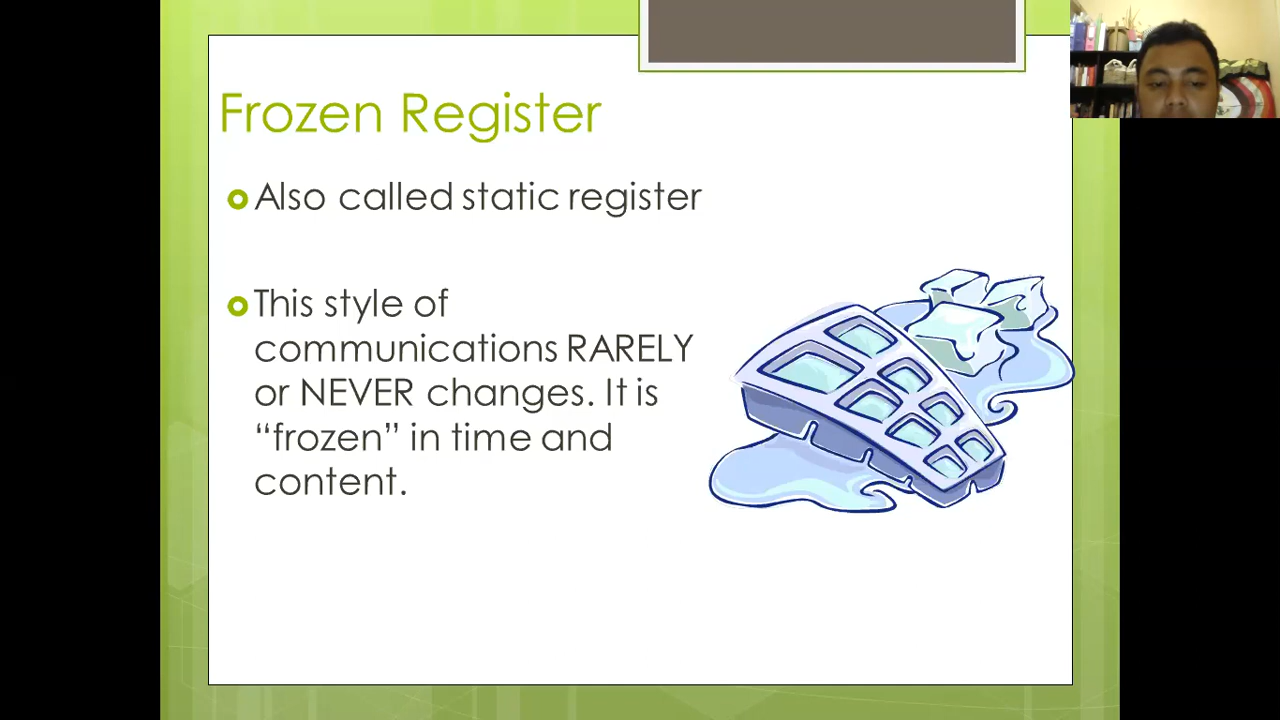 Frozen Register
Also called static register
This style of
communications RARELY
or NEVER changes. It is
“frozen” in time and
content.